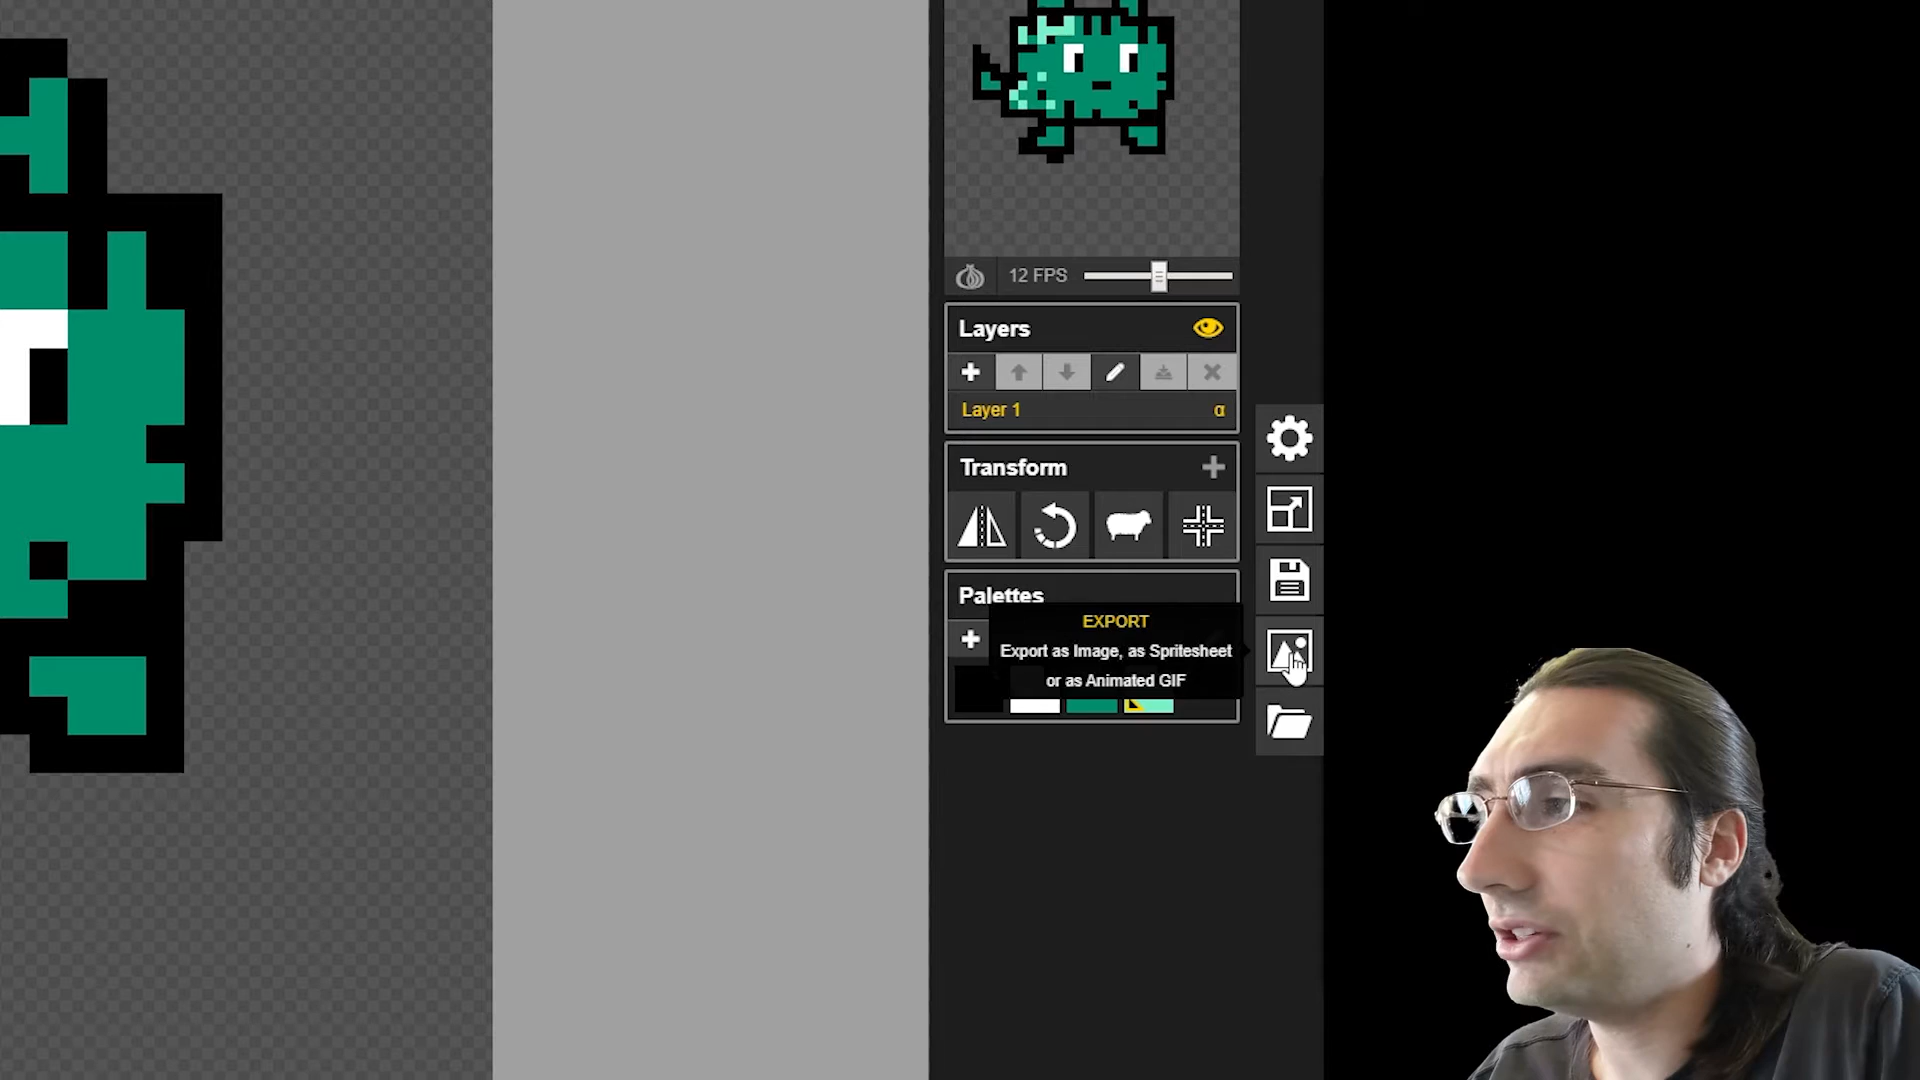 12 FPS
Layers
Layer 1
α
Transform
Palettes
EXPORT
Export as Image, as Spritesheet
or as Animated GIF